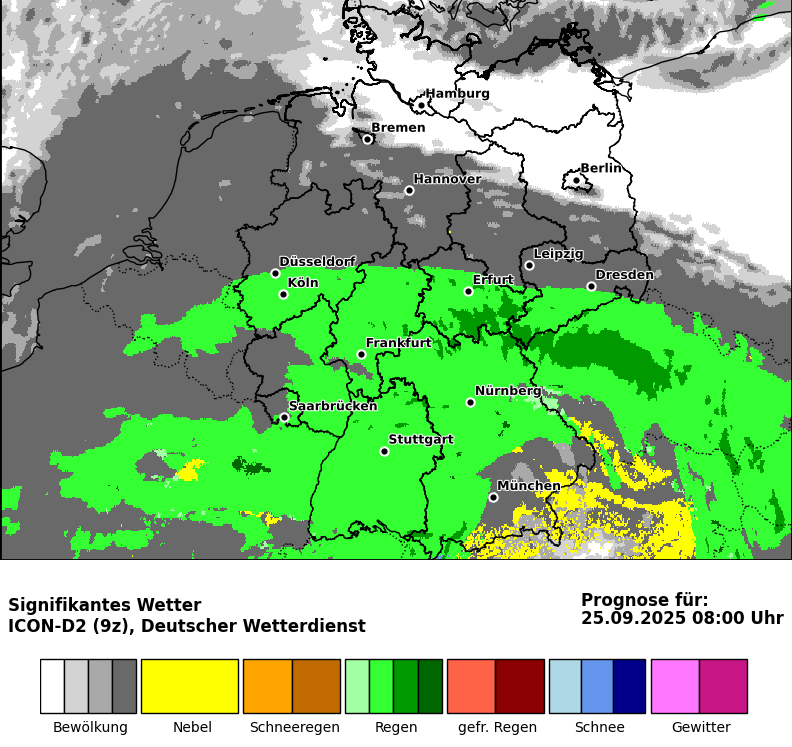 Hamburg
Bremen
Berlin
Hannover
Leipzig
Düsseldorf
Dresden
Erfurt
Köln
Frankfurt
Nürnberg
Saarbrücken
Stuttgart
München
Signifikantes Wetter
ICON-D2 (9z), Deutscher Wetterdienst
Prognose für:
25.09.2025 08:00 Uhr
Bewölkung
Nebel
Schneeregen
Regen
gefr. Regen
Schnee
Gewitter